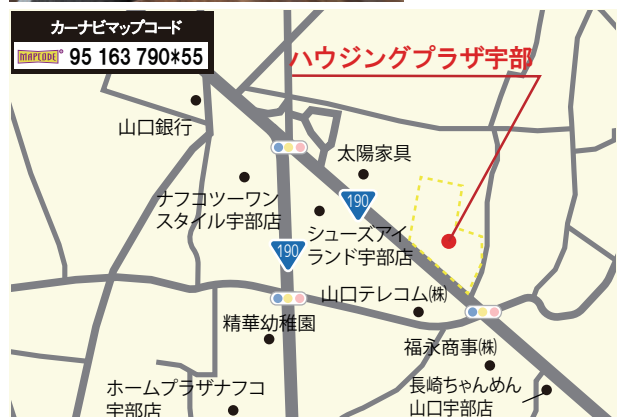 カーナビマップコード
MAPCODE 95 163 790*55
ハウジングプラザ宇部
山口銀行
太陽家具
ナフコツーワン
スタイル宇部店
190
シューズアイ
ランド宇部店
190
山口テレコム㈱
精華幼稚園
福永商事㈱
ホームプラザナフコ
宇部店
長崎ちゃんめん
山口宇部店